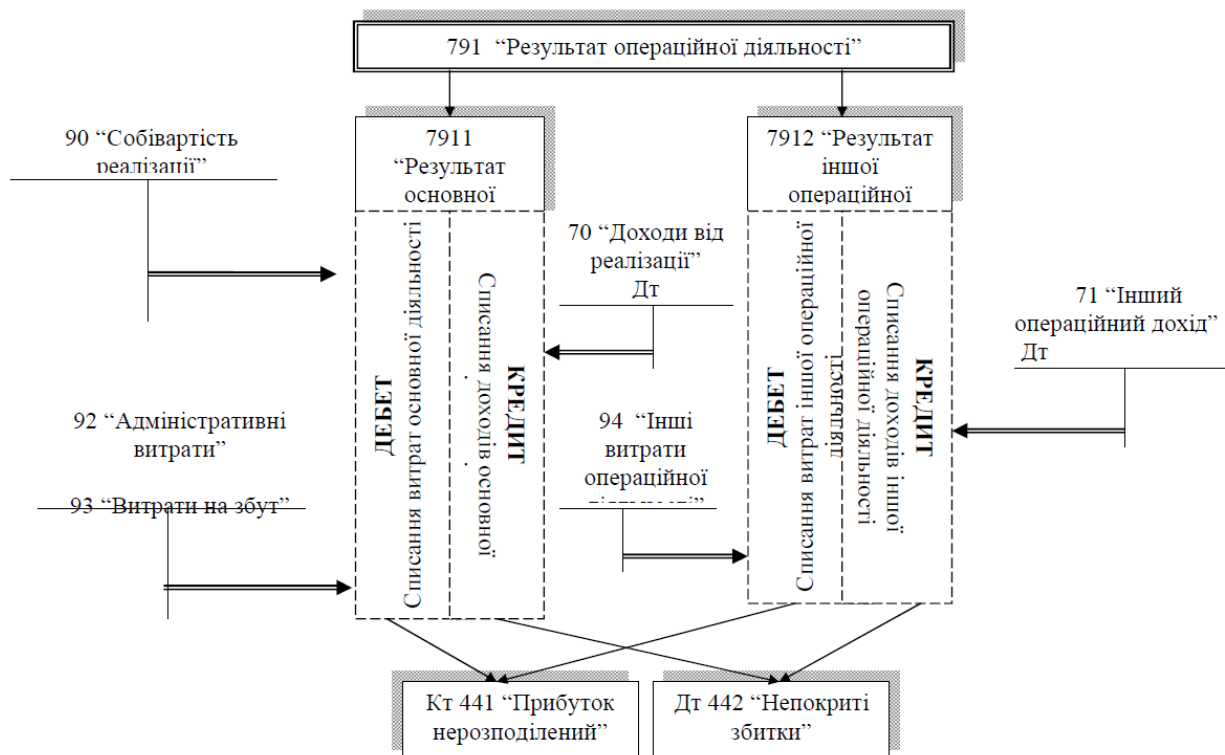 791 “Результат операційної діяльності”
90 “Собівартість
реалізації”
7911
“Результат
основної
7912 “Результат
іншої
операційної
70 “Доходи від
реалізації”
Дт
71 “Інший
операційний дохід”
Дт
92 “Адміністративні
витрати”
93 “Витрати на збут”
94 “Інші
витрати
операційної
діяльності”
ДЕБЕТ
Списання витрат основної діяльності
КРЕДИТ
Списання доходів основної
ДЕБЕТ
Списання витрат іншої операційної
діяльності
КРЕДИТ
Списання доходів іншої
операційної діяльності
Кт 441 “Прибуток
нерозподілений”
Дт 442 “Непокриті
збитки”